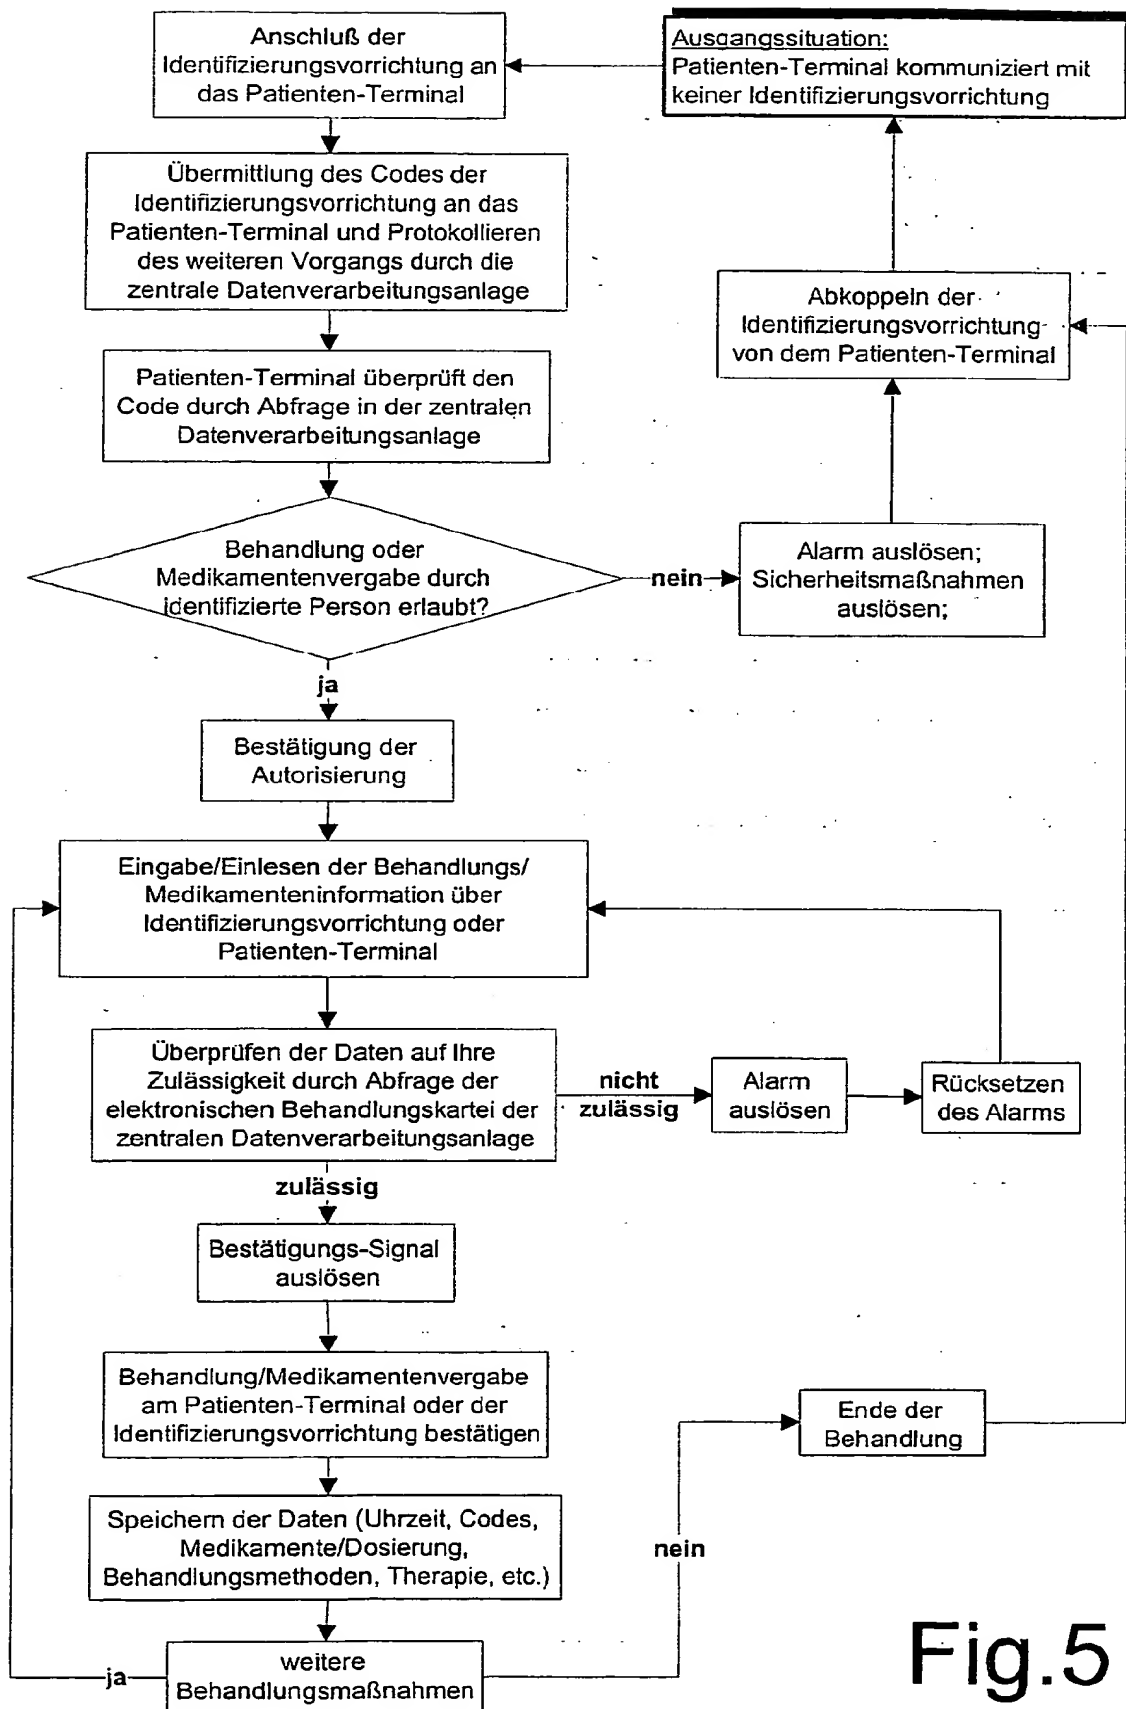 Ausgangssituation:
Patienten-Terminal kommuniziert mit
keiner Identifizierungsvorrichtung
Anschluß der
Identifizierungsvorrichtung an
das Patienten-Terminal
Übermittlung des Codes der
Identifizierungsvorrichtung an das
Patienten-Terminal und Protokollieren
des weiteren Vorgangs durch die
zentrale Datenverarbeitungsanlage
Patienten-Terminal überprüft den
Code durch Abfrage in der zentralen
Datenverarbeitungsanlage
Behandlung oder
Medikamentenvergabe durch
identifizierte Person erlaubt?
nein
Alarm auslösen;
Sicherheitsmaßnahmen
auslösen;
Abkoppeln der
Identifizierungsvorrichtung
von dem Patienten-Terminal
ja
Bestätigung der
Autorisierung
Eingabe/Einlesen der Behandlungs/
Medikamenteninformation über
Identifizierungsvorrichtung oder
Patienten-Terminal
Überprüfen der Daten auf Ihre
Zulässigkeit durch Abfrage der
elektronischen Behandlungskartei der
zentralen Datenverarbeitungsanlage
nicht
zulässig
Alarm
auslösen
Rücksetzen
des Alarms
zulässig
Bestätigungs-Signal
auslösen
Behandlung/Medikamentenvergabe
am Patienten-Terminal oder der
Identifizierungsvorrichtung bestätigen
Speichern der Daten (Uhrzeit, Codes,
Medikamente/Dosierung,
Behandlungsmethoden, Therapie, etc.)
weitere
Behandlungsmaßnahmen
ja
nein
Ende der
Behandlung
Fig.5